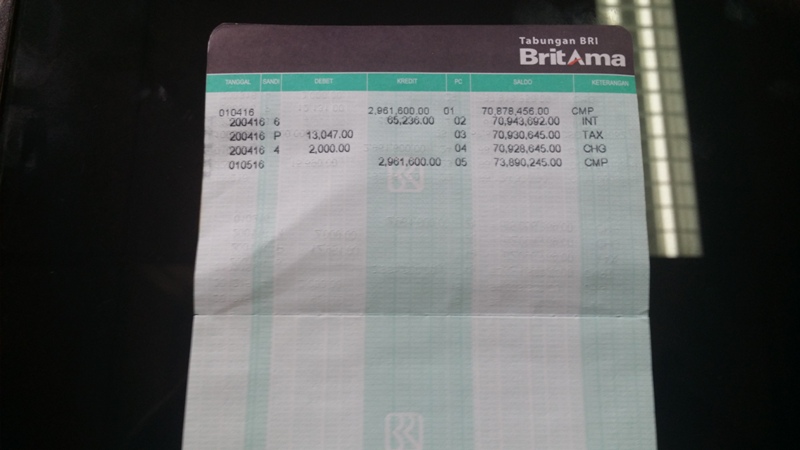 Tabungan BRI
BritAma
TANGGAL SANDI DEBET KREDIT PC SALDO KETERANGAN
010416 2,961,600.00 01 70,878,456.00 CMP
200416 6 65,236.00 02 70,943,692.00 INT
200416 P 13,047.00 03 70,930,645.00 TAX
200416 4 2,000.00 04 70,928,645.00 CHG
010516 2,961,600.00 05 73,890,245.00 CMP